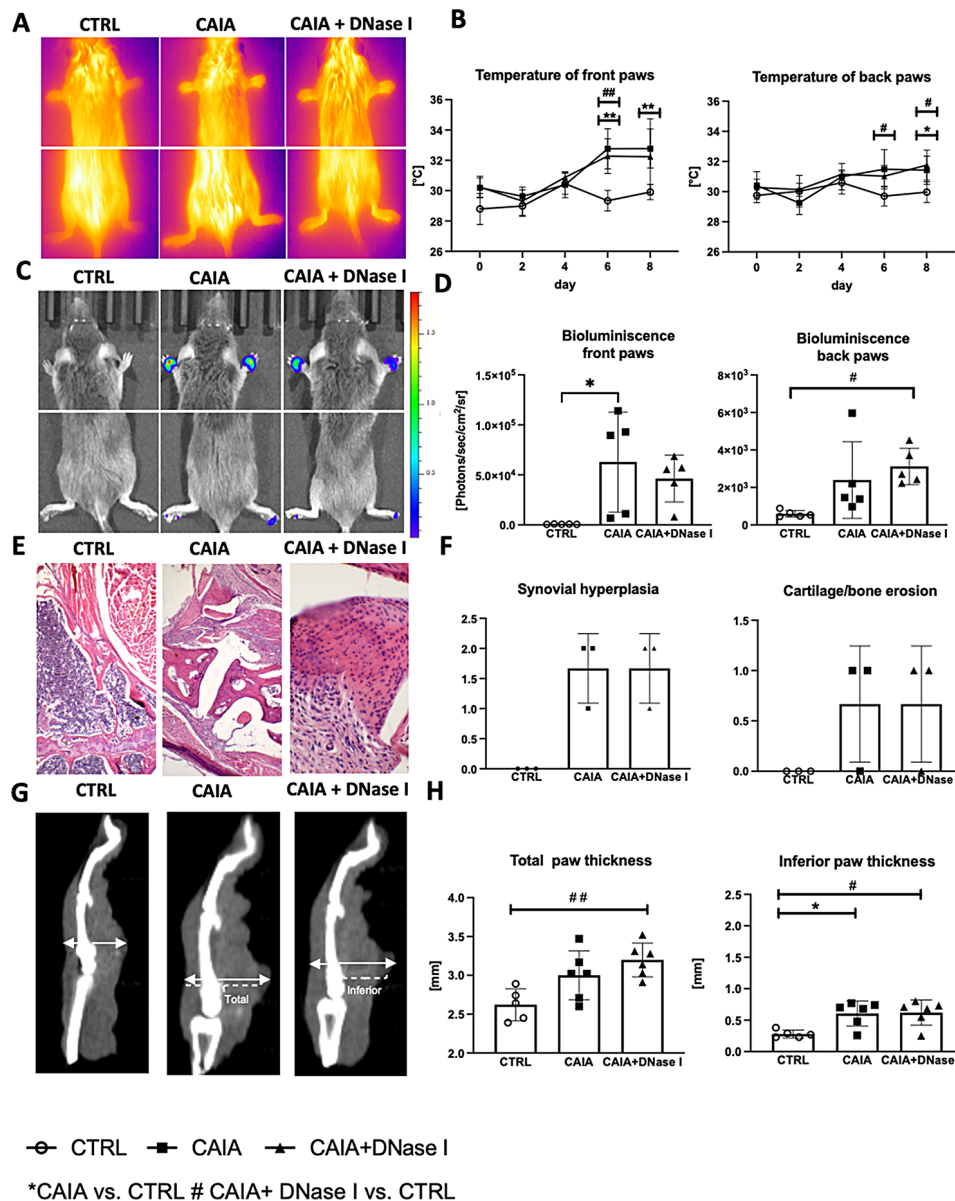 A
CTRL CAIA CAIA + DNase I
B
Temperature of front paws
Temperature of back paws
## **
**
#
# *
[°C]
36
34
32
30
28
26
0 2 4 6 8
day
36
34
32
30
28
26
0 2 4 6 8
day
C
CTRL CAIA CAIA + DNase I
1.5
1.0
0.5
D
Bioluminiscence
front paws
[Photons/sec/cm²/sr]
1.5×10⁵
1.0×10⁵
5.0×10⁴
0.0
*
CTRL CAIA CAIA+DNase I
Bioluminiscence
back paws
8×10³
6×10³
4×10³
2×10³
0
#
CTRL CAIA CAIA+DNase I
E
CTRL CAIA CAIA + DNase I
F
Synovial hyperplasia
2.5
2.0
1.5
1.0
0.5
0.0
CTRL CAIA CAIA+DNase I
Cartilage/bone erosion
1.5
1.0
0.5
0.0
CTRL CAIA CAIA+DNase
G
CTRL CAIA CAIA + DNase I
Total
Inferior
H
Total paw thickness
[mm]
3.5
3.0
2.5
2.0
# #
CTRL CAIA CAIA+DNase I
Inferior paw thickness
[mm]
2.5
2.0
1.5
1.0
0.5
0.0
#
*
CTRL CAIA CAIA+DNase I
CTRL CAIA CAIA+DNase I
*CAIA vs. CTRL # CAIA+ DNase I vs. CTRL